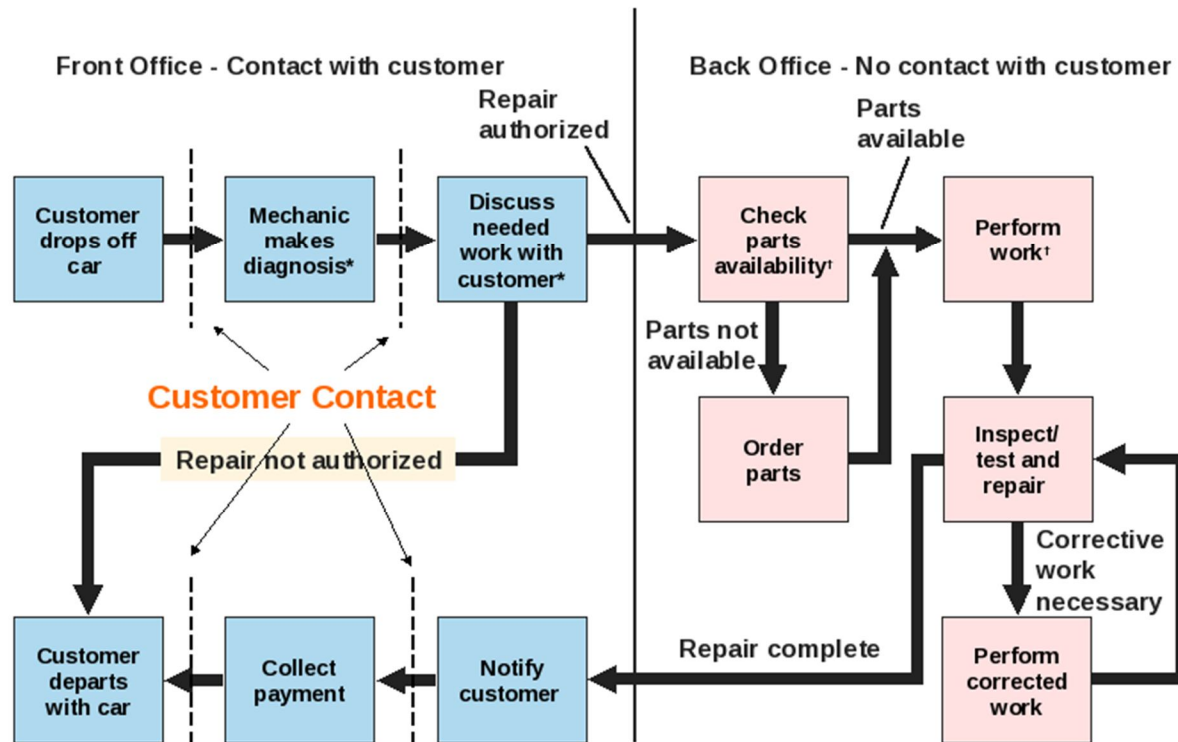 Front Office - Contact with customer
Back Office - No contact with customer
Repair
authorized
Parts
available
Customer
drops off
car
Mechanic
makes
diagnosis*
Discuss
needed
work with
customer*
Check
parts
availability†
Perform
work†
Parts not
available
Customer Contact
Repair not authorized
Order
parts
Inspect/
test and
repair
Corrective
work
necessary
Customer
departs
with car
Collect
payment
Notify
customer
Repair complete
Perform
corrected
work